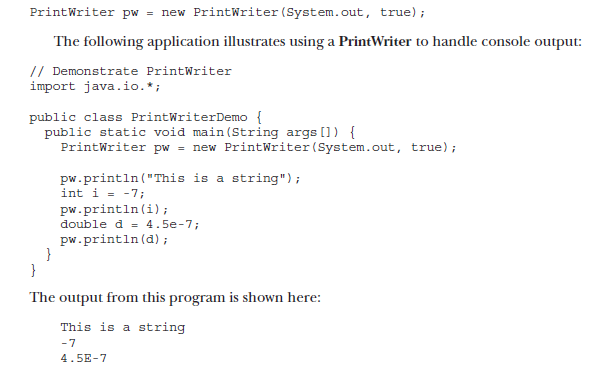 PrintWriter pw = new PrintWriter(System.out, true);
The following application illustrates using a PrintWriter to handle console output:
// Demonstrate PrintWriter
import java.io.*;
public class PrintWriterDemo {
public static void main(String args[]) {
PrintWriter pw = new PrintWriter(System.out, true);
pw.println("This is a string");
int i = -7;
pw.println(i);
double d = 4.5e-7;
pw.println(d);
}
}
The output from this program is shown here:
This is a string
-7
4.5E-7